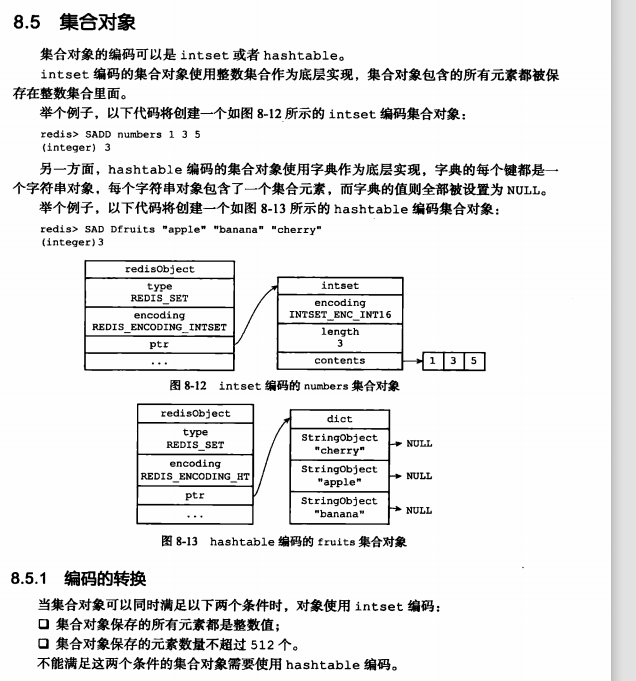 8.5 集合对象
集合对象的编码可以是 intset 或者 hashtable。
intset 编码的集合对象使用整数集合作为底层实现，集合对象包含的所有元素都被保
存在整数集合里面。
举个例子，以下代码将创建一个如图 8-12 所示的 intset 编码集合对象：
redis> SADD numbers 1 3 5
(integer) 3
另一方面，hashtable 编码的集合对象使用字典作为底层实现，字典的每个键都是一
个字符串对象，每个字符串对象包含了一个集合元素，而字典的值则全部被设置为 NULL。
举个例子，以下代码将创建一个如图 8-13 所示的 hashtable 编码集合对象：
redis> SAD Dfruits "apple" "banana" "cherry"
(integer)3
redisObject
type
REDIS_SET
encoding
REDIS_ENCODING_INTSET
ptr
...
intset
encoding
INTSET_ENC_INT16
length
3
contents
1 3 5
图 8-12 intset 编码的 numbers 集合对象
redisObject
type
REDIS_SET
encoding
REDIS_ENCODING_HT
ptr
...
dict
StringObject
"cherry"
NULL
StringObject
"apple"
NULL
StringObject
"banana"
NULL
图 8-13 hashtable 编码的 fruits 集合对象
8.5.1 编码的转换
当集合对象可以同时满足以下两个条件时，对象使用 intset 编码：
❑ 集合对象保存的所有元素都是整数值；
❑ 集合对象保存的元素数量不超过 512 个。
不能满足这两个条件的集合对象需要使用 hashtable 编码。